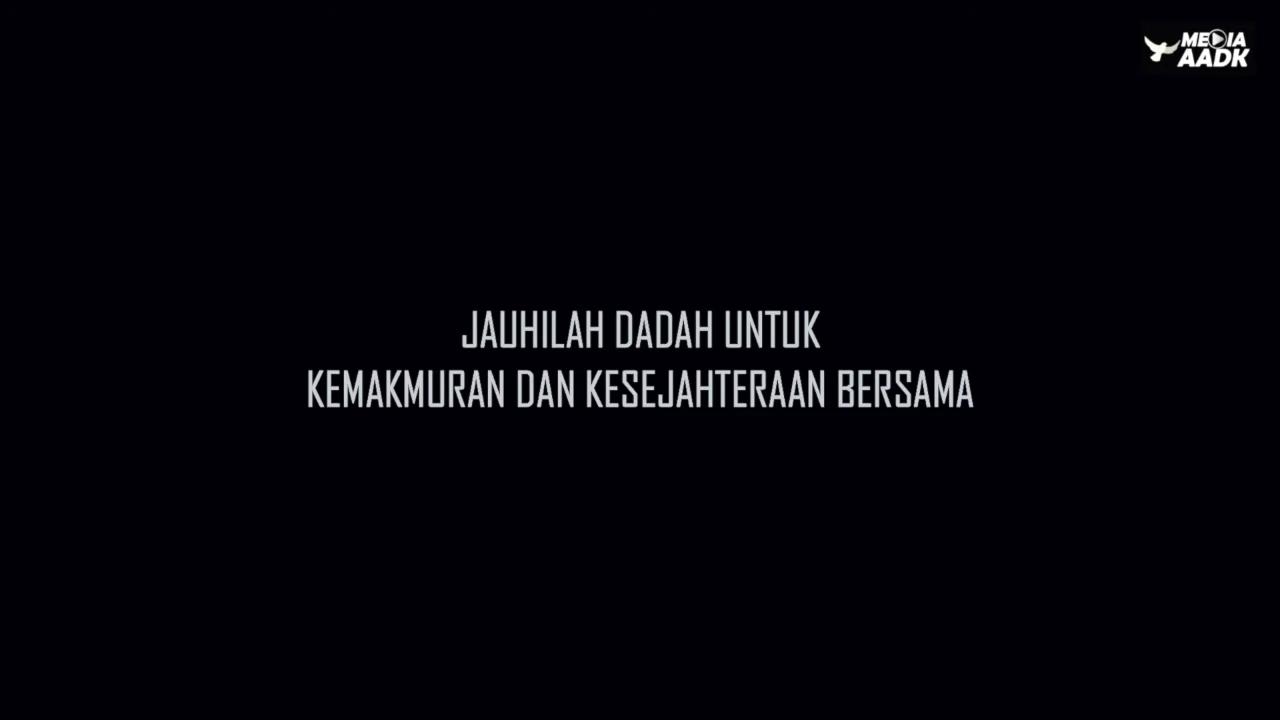 MEDIA
AADK
JAUHILAH DADAH UNTUK
KEMAKMURAN DAN KESEJAHTERAAN BERSAMA